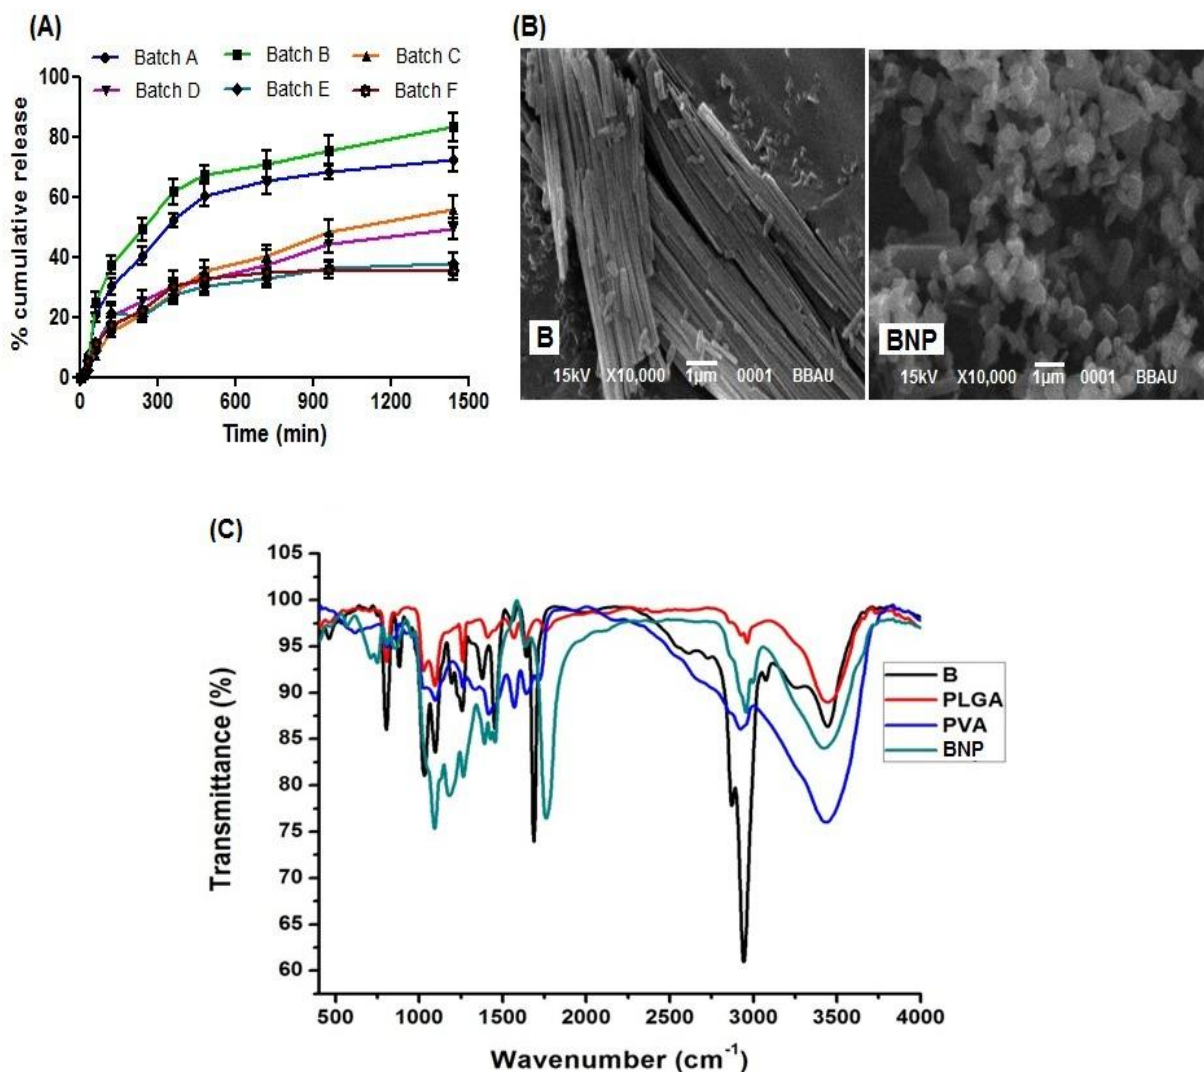 (A)
Batch A Batch B Batch C
Batch D Batch E Batch F
100
80
60
40
20
0
% cumulative release
0 300 600 900 1200 1500
Time (min)
(B)
B
15kV X10,000 1µm 0001 BBAU
BNP
15kV X10,000 1µm 0001 BBAU
(C)
105
100
95
90
85
80
75
70
65
60
Transmittance (%)
B
PLGA
PVA
BNP
500 1000 1500 2000 2500 3000 3500 4000
Wavenumber (cm⁻¹)